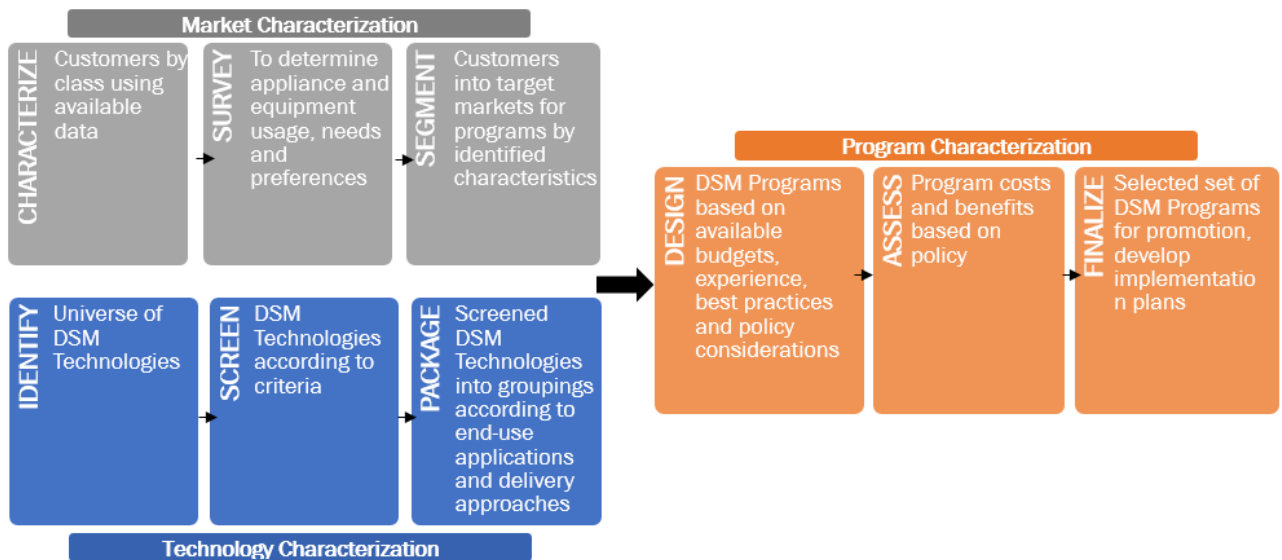 Market Characterization
CHARACTERIZE
Customers by
class using
available
data
SURVEY
To determine
appliance and
equipment
usage, needs
and
preferences
SEGMENT
Customers
into target
markets for
programs by
identified
characteristics
IDENTIFY
Universe of
DSM
Technologies
SCREEN
DSM
Technologies
according to
criteria
PACKAGE
Screened
DSM
Technologies
into groupings
according to
end-use
applications
and delivery
approaches
Technology Characterization
Program Characterization
DESIGN
DSM Programs
based on
available
budgets,
experience,
best practices
and policy
considerations
ASSESS
Program costs
and benefits
based on
policy
FINALIZE
Selected set of
DSM Programs
for promotion,
develop
implementatio
n plans